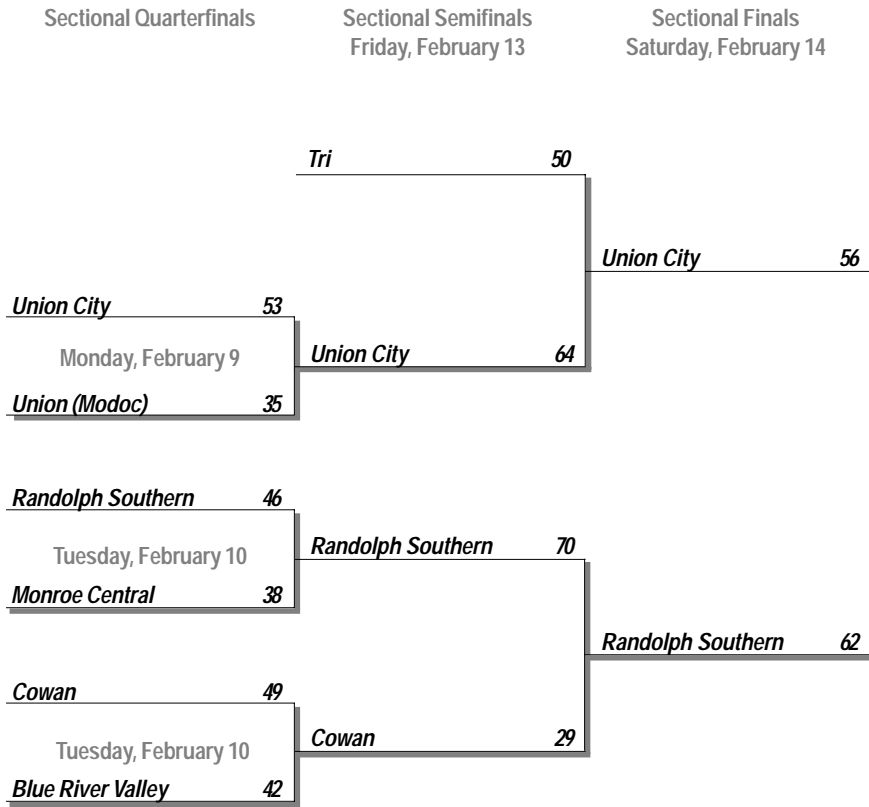 Sectional Quarterfinals
Sectional Semifinals
Friday, February 13
Sectional Finals
Saturday, February 14
Tri 50
Union City 56
Union City 53
Monday, February 9
Union City 64
Union (Modoc) 35
Randolph Southern 46
Tuesday, February 10
Randolph Southern 70
Monroe Central 38
Randolph Southern 62
Cowan 49
Tuesday, February 10
Cowan 29
Blue River Valley 42